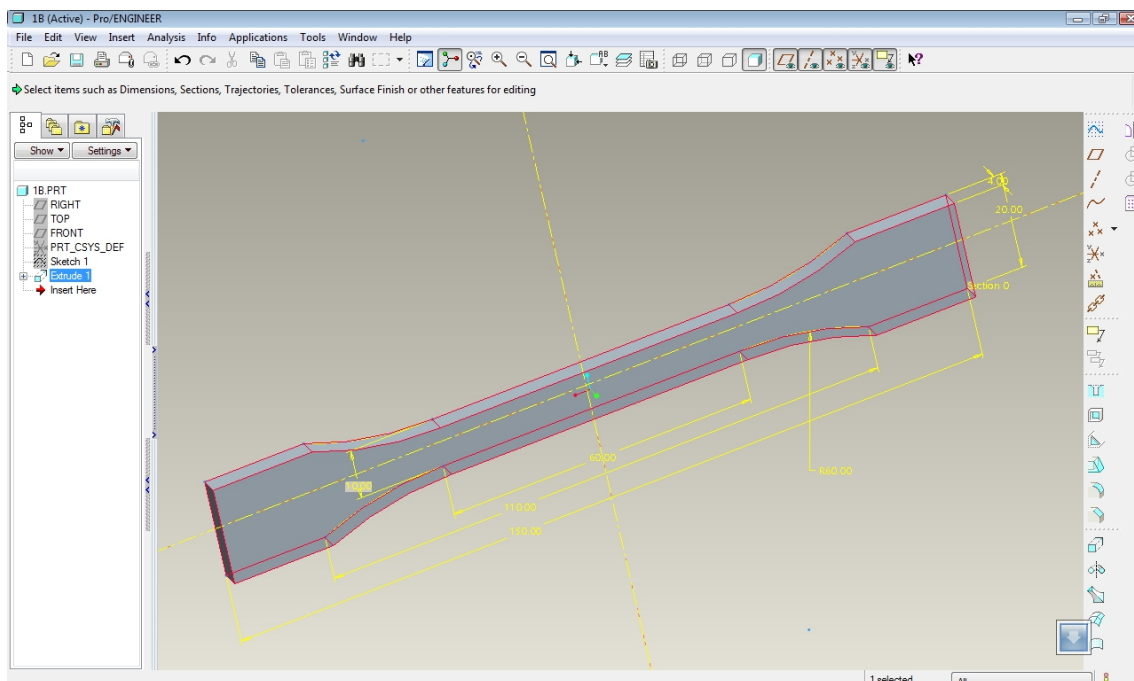 1B (Active) - Pro/ENGINEER
File Edit View Insert Analysis Info Applications Tools Window Help
Select items such as Dimensions, Sections, Trajectories, Tolerances, Surface Finish or other features for editing
Show Settings
1B.PRT
RIGHT
TOP
FRONT
PRT_CSYS_DEF
Sketch 1
Extrude 1
Insert Here
4.00
20.00
Section 0
60.00
R60.00
10.00
110.00
150.00
1 selected